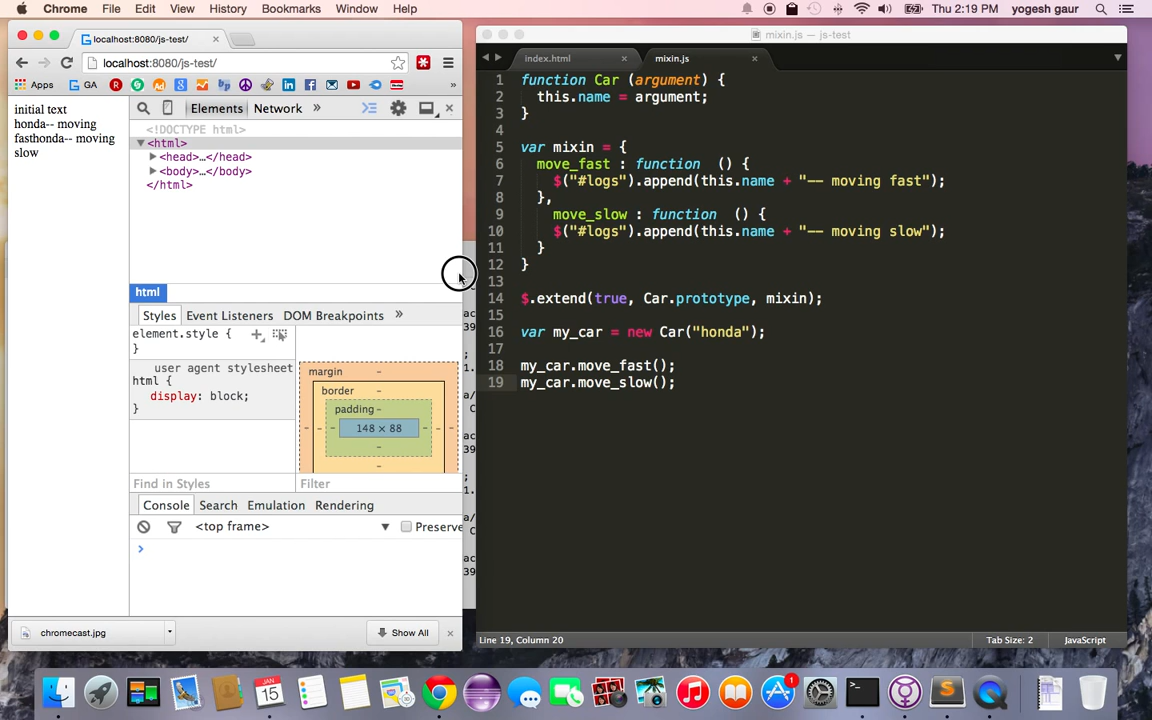 Chrome File Edit View History Bookmarks Window Help Thu 2:19 PM yogesh gaur
localhost:8080/js-test/
localhost:8080/js-test/
Apps GA
initial text
honda-- moving
fasthonda-- moving
slow
Elements Network »
<!DOCTYPE html>
▼<html>
▶<head>…</head>
▶<body>…</body>
</html>
html
Styles Event Listeners DOM Breakpoints »
element.style {
}
user agent stylesheet
html {
display: block;
}
margin -
border -
padding -
148 × 88
Find in Styles Filter
Console Search Emulation Rendering
<top frame> ▼ Preserve
chromecast.jpg
Show All
mixin.js — js-test
index.html mixin.js
1 function Car (argument) {
2 this.name = argument;
3 }
4
5 var mixin = {
6 move_fast : function () {
7 $("#logs").append(this.name + "-- moving fast");
8 },
9 move_slow : function () {
10 $("#logs").append(this.name + "-- moving slow");
11 }
12 }
13
14 $.extend(true, Car.prototype, mixin);
15
16 var my_car = new Car("honda");
17
18 my_car.move_fast();
19 my_car.move_slow();
Line 19, Column 20 Tab Size: 2 JavaScript
JAN
15
1